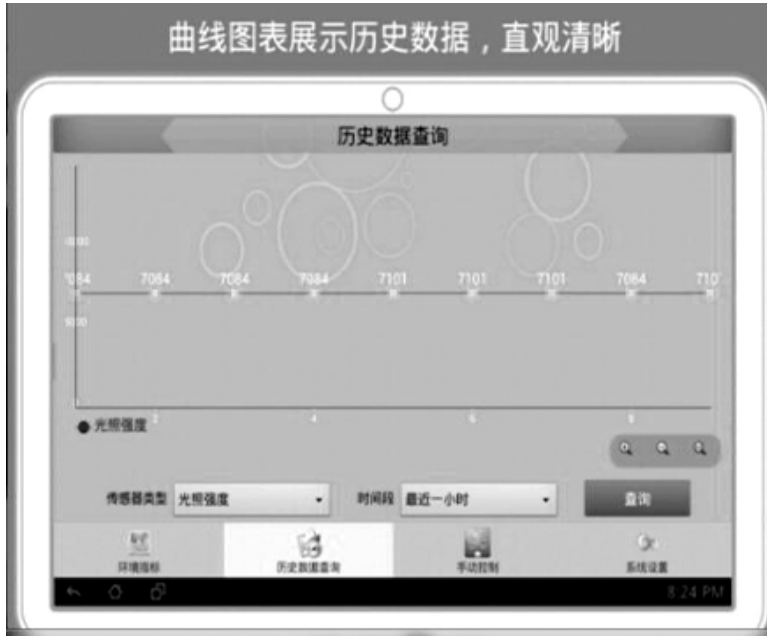 曲线图表展示历史数据，直观清晰
历史数据查询
7084 7084 7084 7101 7101 7101 7084
2 4 6 8
光照强度
传感器类型 光照强度 时间段 最近一小时 查询
环境指标 历史数据查询 手动控制 系统设置
8:24 PM